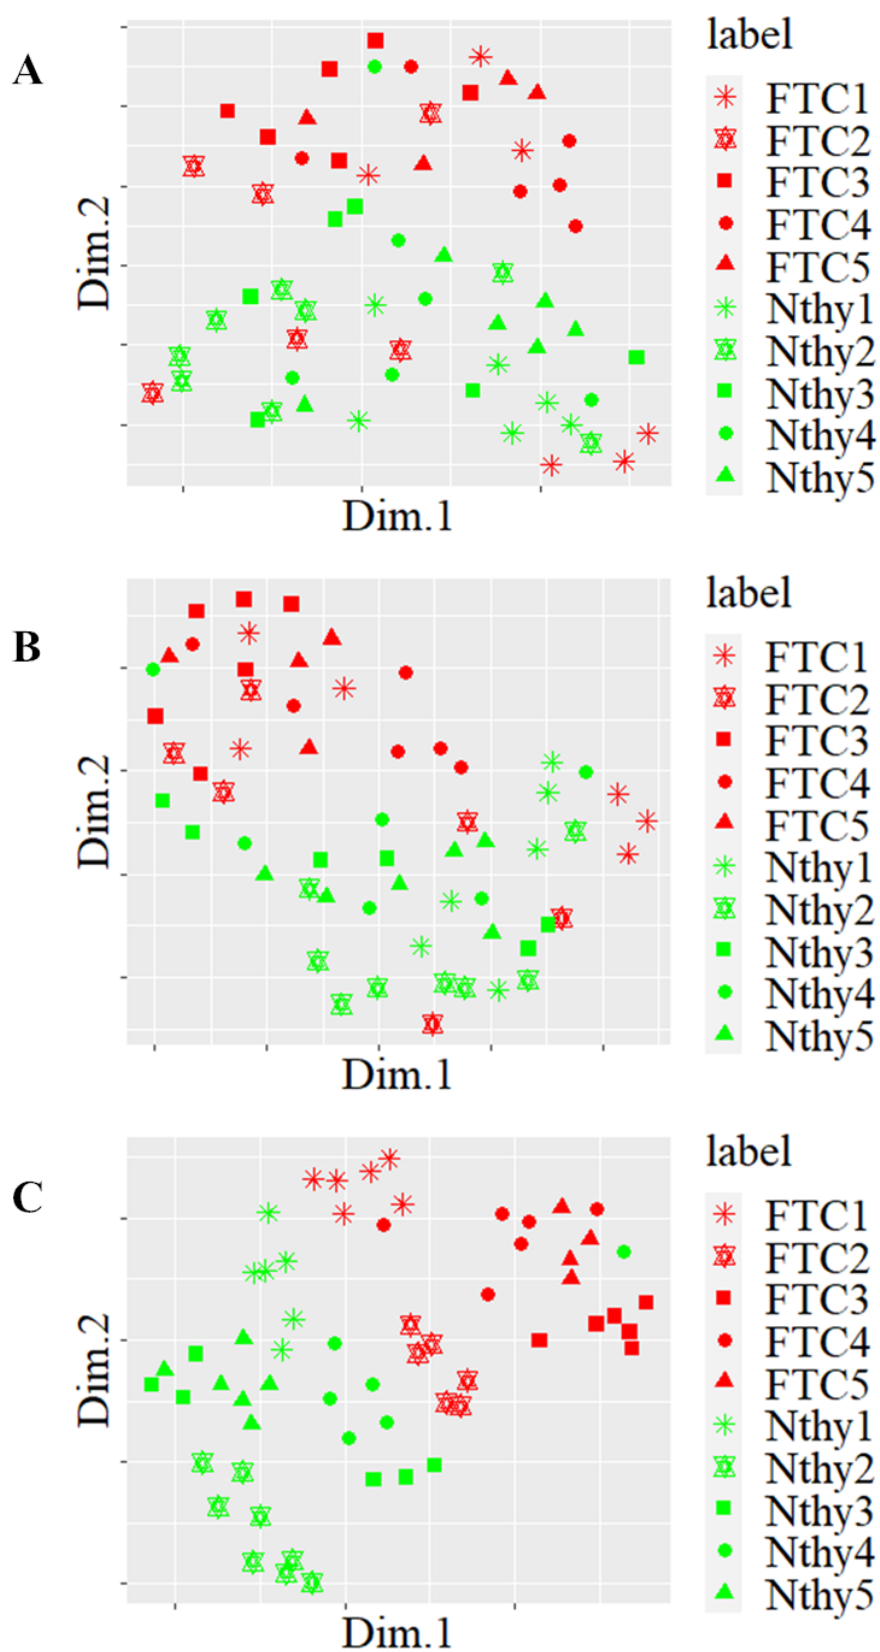 A
Dim.2
Dim.1
label
FTC1
FTC2
FTC3
FTC4
FTC5
Nthy1
Nthy2
Nthy3
Nthy4
Nthy5
B
Dim.2
Dim.1
label
FTC1
FTC2
FTC3
FTC4
FTC5
Nthy1
Nthy2
Nthy3
Nthy4
Nthy5
C
Dim.2
Dim.1
label
FTC1
FTC2
FTC3
FTC4
FTC5
Nthy1
Nthy2
Nthy3
Nthy4
Nthy5